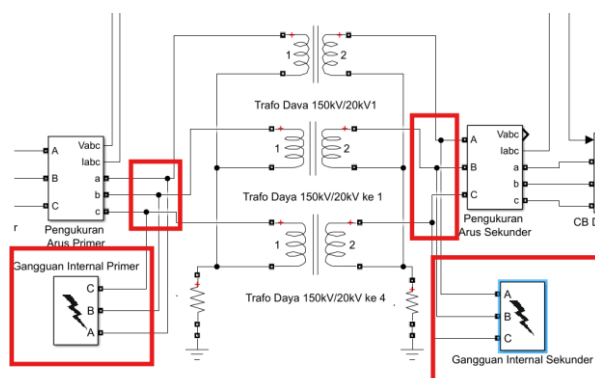 1
2
Trafo Daya 150kV/20kV1
A
B
C
Vabc
Iabc
a
b
c
Pengukuran
Arus Primer
r
1
2
Trafo Daya 150kV/20kV ke 1
A
B
C
Vabc
Iabc
a
b
c
Pengukuran
Arus Sekunder
CB D
Gangguan Internal Primer
C
B
A
1
2
Trafo Daya 150kV/20kV ke 4
A
B
C
Gangguan Internal Sekunder